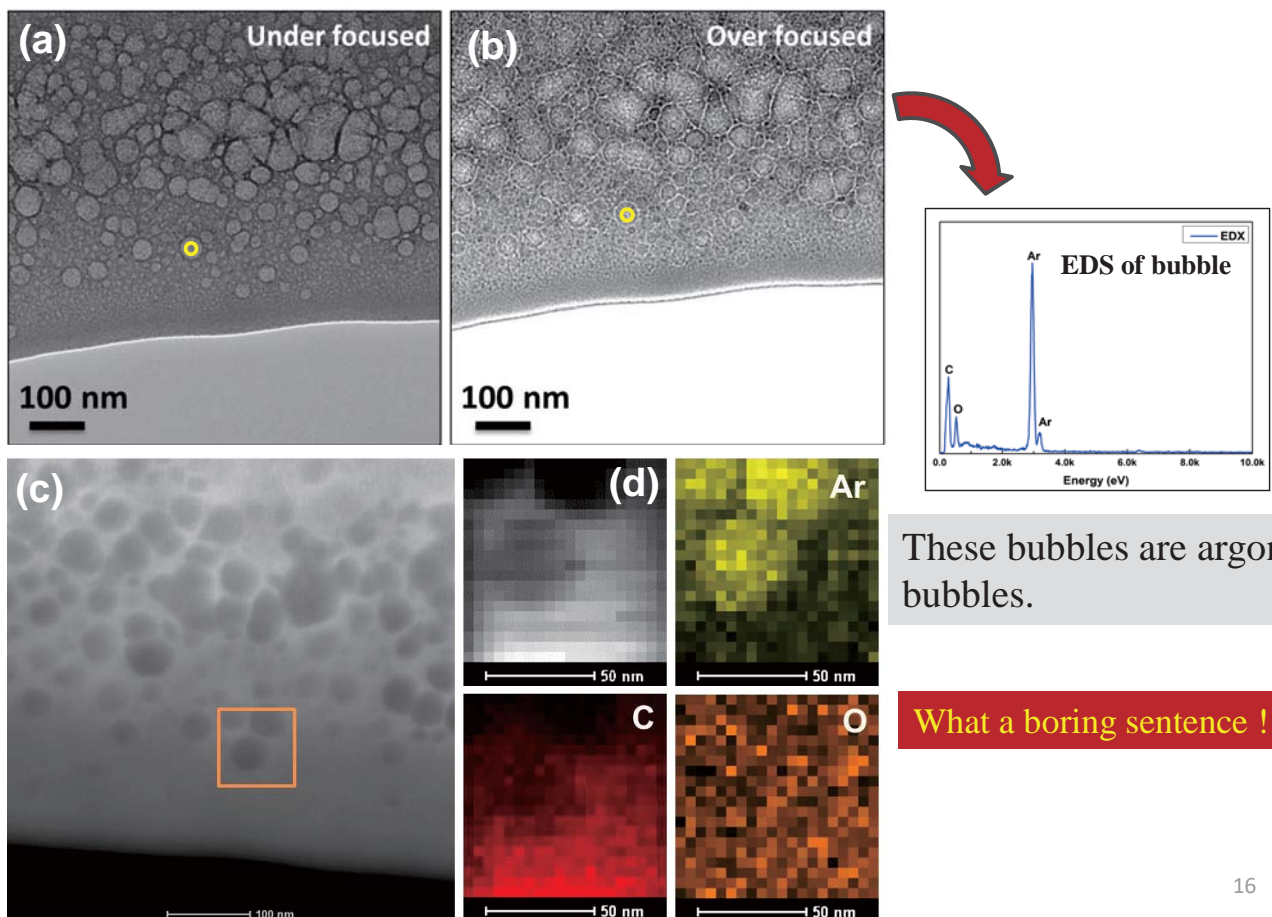 (a)
Under focused
100 nm
(b)
Over focused
100 nm
EDX
EDS of bubble
Ar
C
O
Ar
0.0
2.0k
4.0k
6.0k
8.0k
10.0k
Energy (eV)
(c)
100 nm
(d)
50 nm
Ar
50 nm
C
50 nm
O
50 nm
These bubbles are argon
bubbles.
What a boring sentence !
16